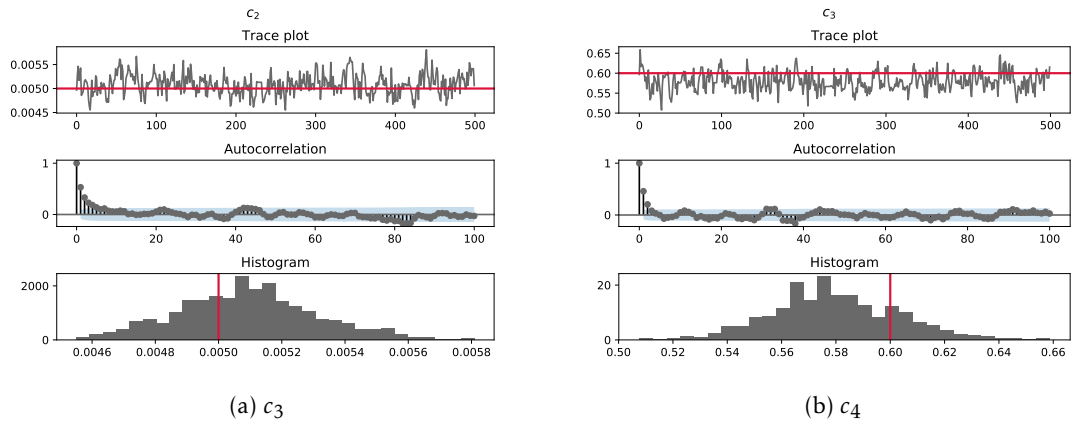 c₂
Trace plot
0.0055
0.0050
0.0045
0 100 200 300 400 500
Autocorrelation
1
0
0 20 40 60 80 100
Histogram
2000
0
0.0046 0.0048 0.0050 0.0052 0.0054 0.0056 0.0058
(a) c₃
c₃
Trace plot
0.65
0.60
0.55
0.50
0 100 200 300 400 500
Autocorrelation
1
0
0 20 40 60 80 100
Histogram
20
0
0.50 0.52 0.54 0.56 0.58 0.60 0.62 0.64 0.66
(b) c₄